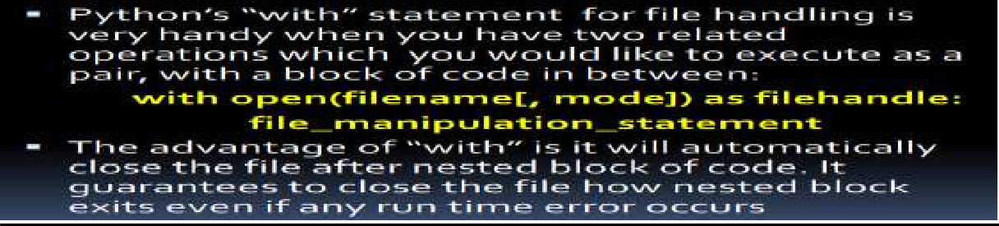 ▪ Python's “with” statement for file handling is
very handy when you have two related
operations which you would like to execute as a
pair, with a block of code in between:
with open(filename[, mode]) as filehandle:
file_manipulation_statement
▪ The advantage of “with” is it will automatically
close the file after nested block of code. It
guarantees to close the file how nested block
exits even if any run time error occurs